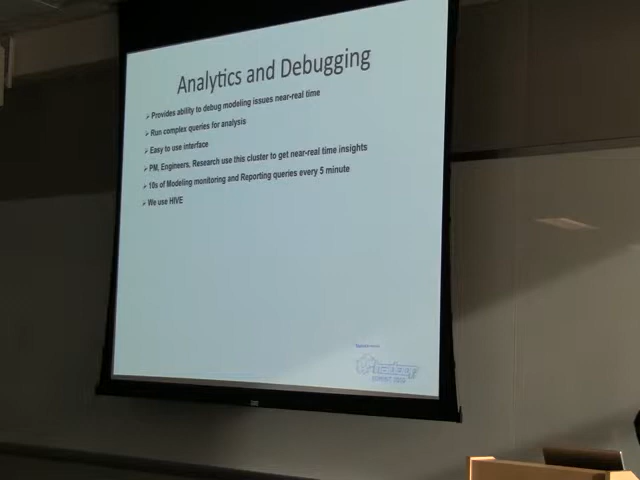 Analytics and Debugging
➢ Provides ability to debug modeling issues near-real time
➢ Run complex queries for analysis
➢ Easy to use interface
➢ PM, Engineers, Research use this cluster to get near-real time insights
➢ 10s of Modeling monitoring and Reporting queries every 5 minute
➢ We use HIVE
hadoop